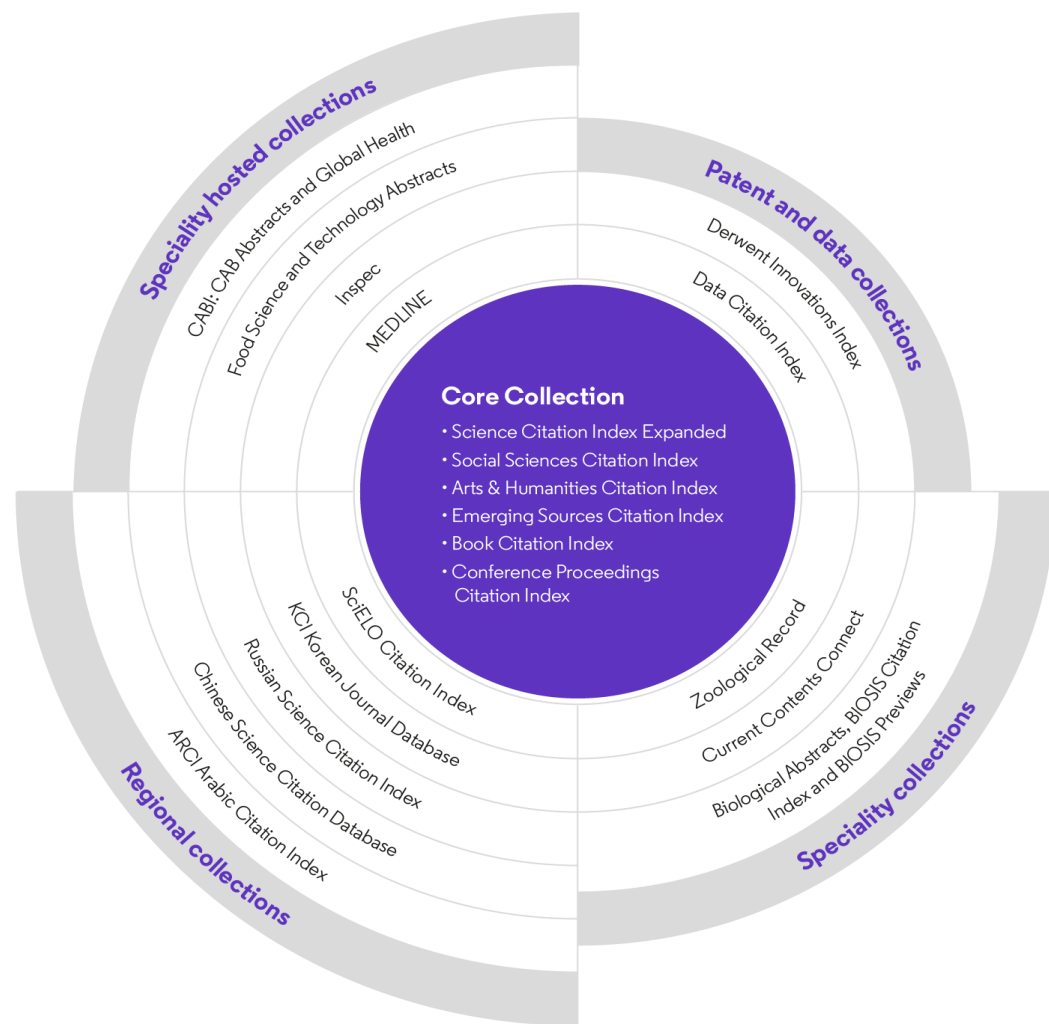 Speciality hosted collections
CABI: CAB Abstracts and Global Health
Food Science and Technology Abstracts
Inspec
MEDLINE
Patent and data collections
Derwent Innovations Index
Data Citation Index
Core Collection
• Science Citation Index Expanded
• Social Sciences Citation Index
• Arts & Humanities Citation Index
• Emerging Sources Citation Index
• Book Citation Index
• Conference Proceedings
Citation Index
SciELO Citation Index
KCI Korean Journal Database
Russian Science Citation Index
Chinese Science Citation Database
ARCI Arabic Citation Index
Regional collections
Zoological Record
Current Contents Connect
Biological Abstracts, BIOSIS Citation
Index and BIOSIS Previews
Speciality collections